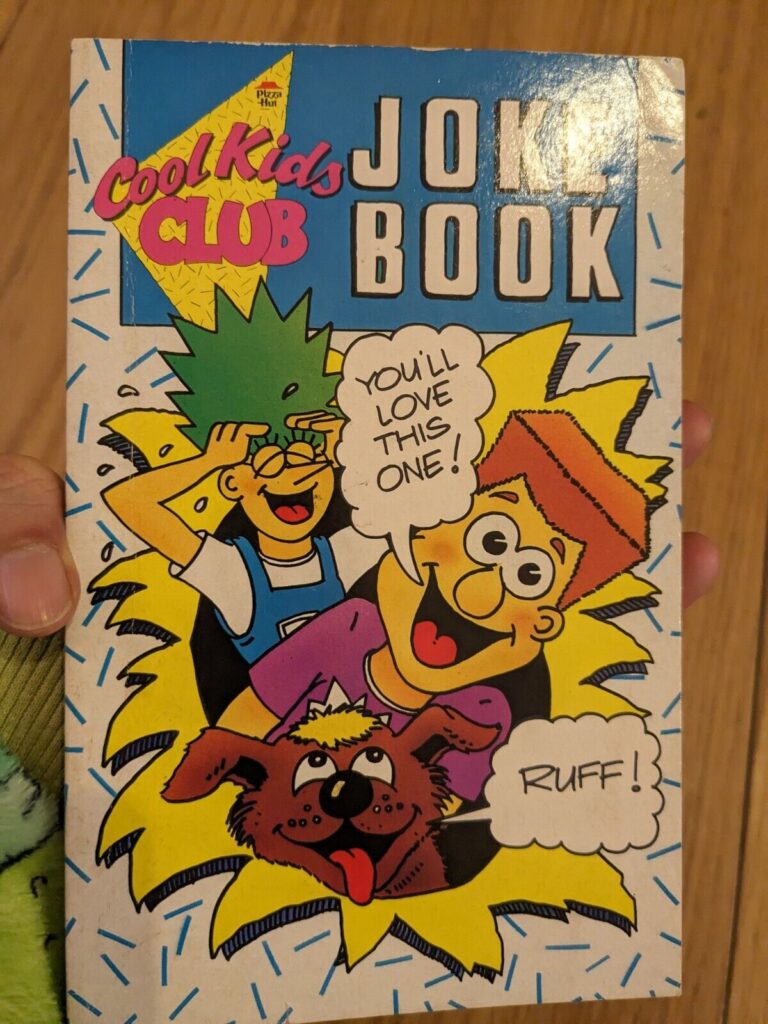 Pizza
Hut
Cool Kids
CLUB
JOKE
BOOK
YOU'LL
LOVE
THIS
ONE!
RUFF!